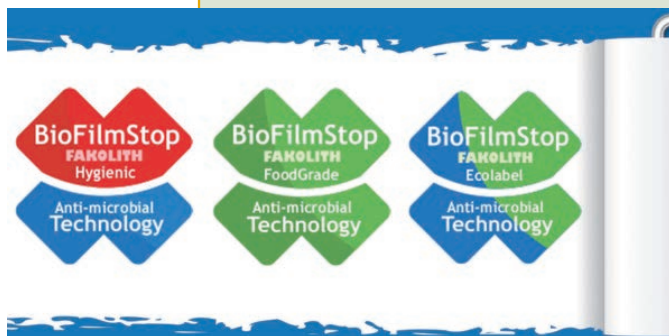 BioFilmStop
FAKOLITH
Hygienic
Anti-microbial
Technology
BioFilmStop
FAKOLITH
FoodGrade
Anti-microbial
Technology
BioFilmStop
FAKOLITH
Ecolabel
Anti-microbial
Technology